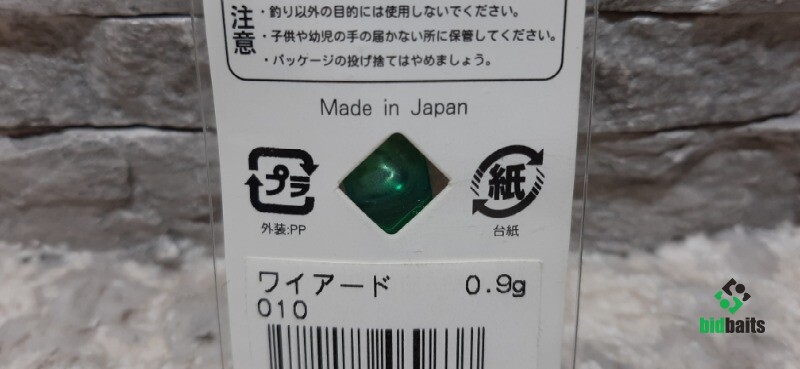 注意
・釣り以外の目的には使用しないでください。
・子供や幼児の手の届かない所に保管してください。
・パッケージの投げ捨てはやめましょう。
Made in Japan
プラ
外装:PP
紙
台紙
ワイアード 0.9g
010
bidbaits